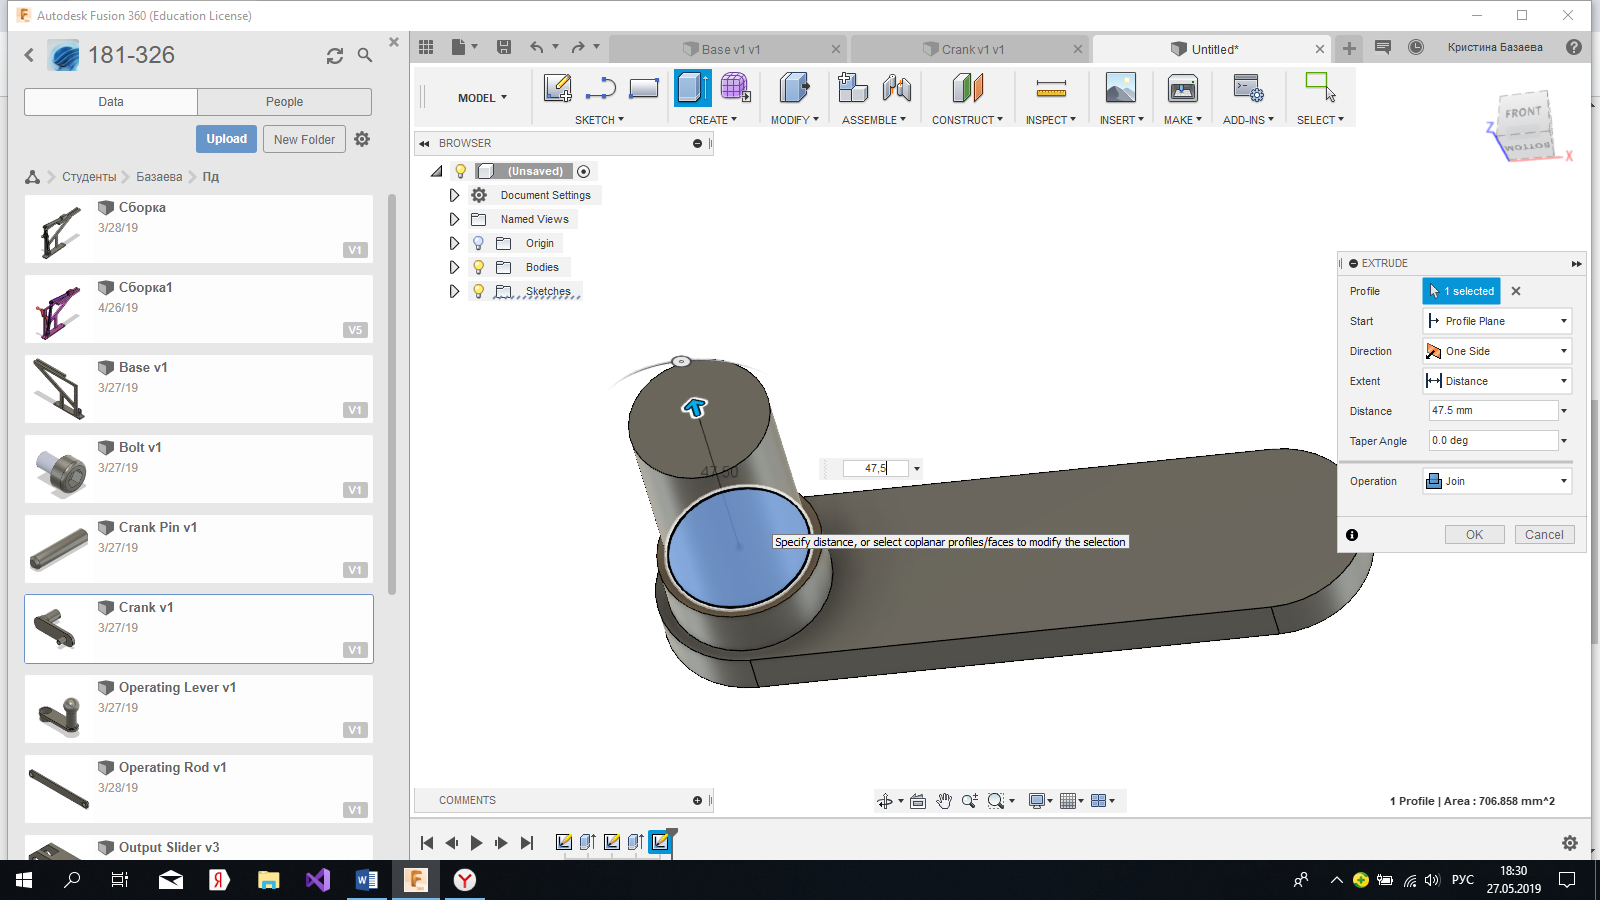 Autodesk Fusion 360 (Education License)
181-326
Data
People
Upload
New Folder
Студенты
Базаева
Пд
Сборка
3/28/19
V1
Сборка1
4/26/19
V5
Base v1
3/27/19
V1
Bolt v1
3/27/19
V1
Crank Pin v1
3/27/19
V1
Crank v1
3/27/19
V1
Operating Lever v1
3/27/19
V1
Operating Rod v1
3/28/19
V1
Output Slider v3
Base v1 v1
Crank v1 v1
Untitled*
Кристина Базаева
MODEL
SKETCH
CREATE
MODIFY
ASSEMBLE
CONSTRUCT
INSPECT
INSERT
MAKE
ADD-INS
SELECT
BROWSER
(Unsaved)
Document Settings
Named Views
Origin
Bodies
Sketches
FRONT
BOTTOM
Z
X
EXTRUDE
Profile
1 selected
Start
Profile Plane
Direction
One Side
Extent
Distance
Distance
47.5 mm
Taper Angle
0.0 deg
Operation
Join
OK
Cancel
47,50
47,5
Specify distance, or select coplanar profiles/faces to modify the selection
COMMENTS
1 Profile | Area : 706.858 mm^2
РУС
18:30
27.05.2019